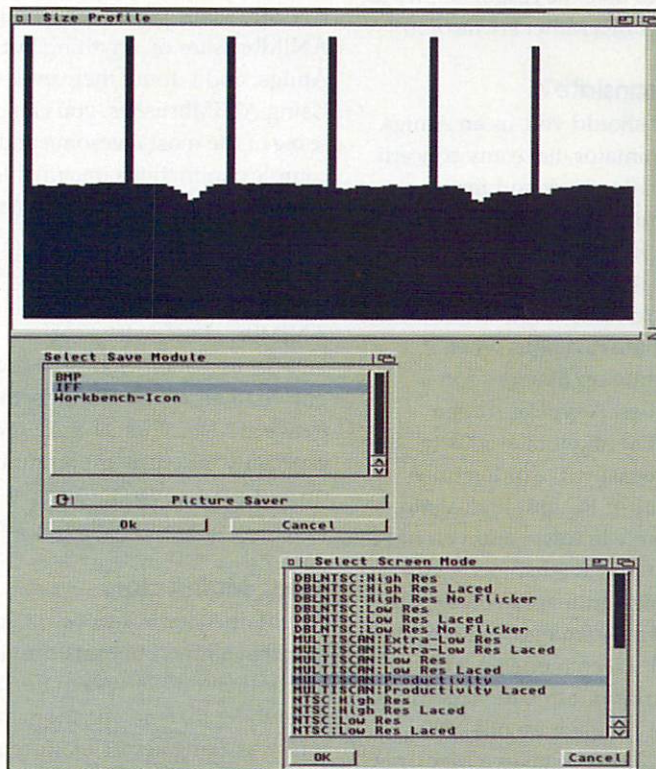 Size Profile
Select Save Module
BMP
IFF
Workbench-Icon
Picture Saver
Ok
Cancel
Select Screen Mode
DBLNTSC:High Res
DBLNTSC:High Res Laced
DBLNTSC:High Res No Flicker
DBLNTSC:Low Res
DBLNTSC:Low Res Laced
DBLNTSC:Low Res No Flicker
MULTISCAN:Extra-Low Res
MULTISCAN:Extra-Low Res Laced
MULTISCAN:Low Res
MULTISCAN:Low Res Laced
MULTISCAN:Productivity
MULTISCAN:Productivity Laced
NTSC:High Res
NTSC:High Res Laced
NTSC:Low Res
NTSC:Low Res Laced
OK
Cancel